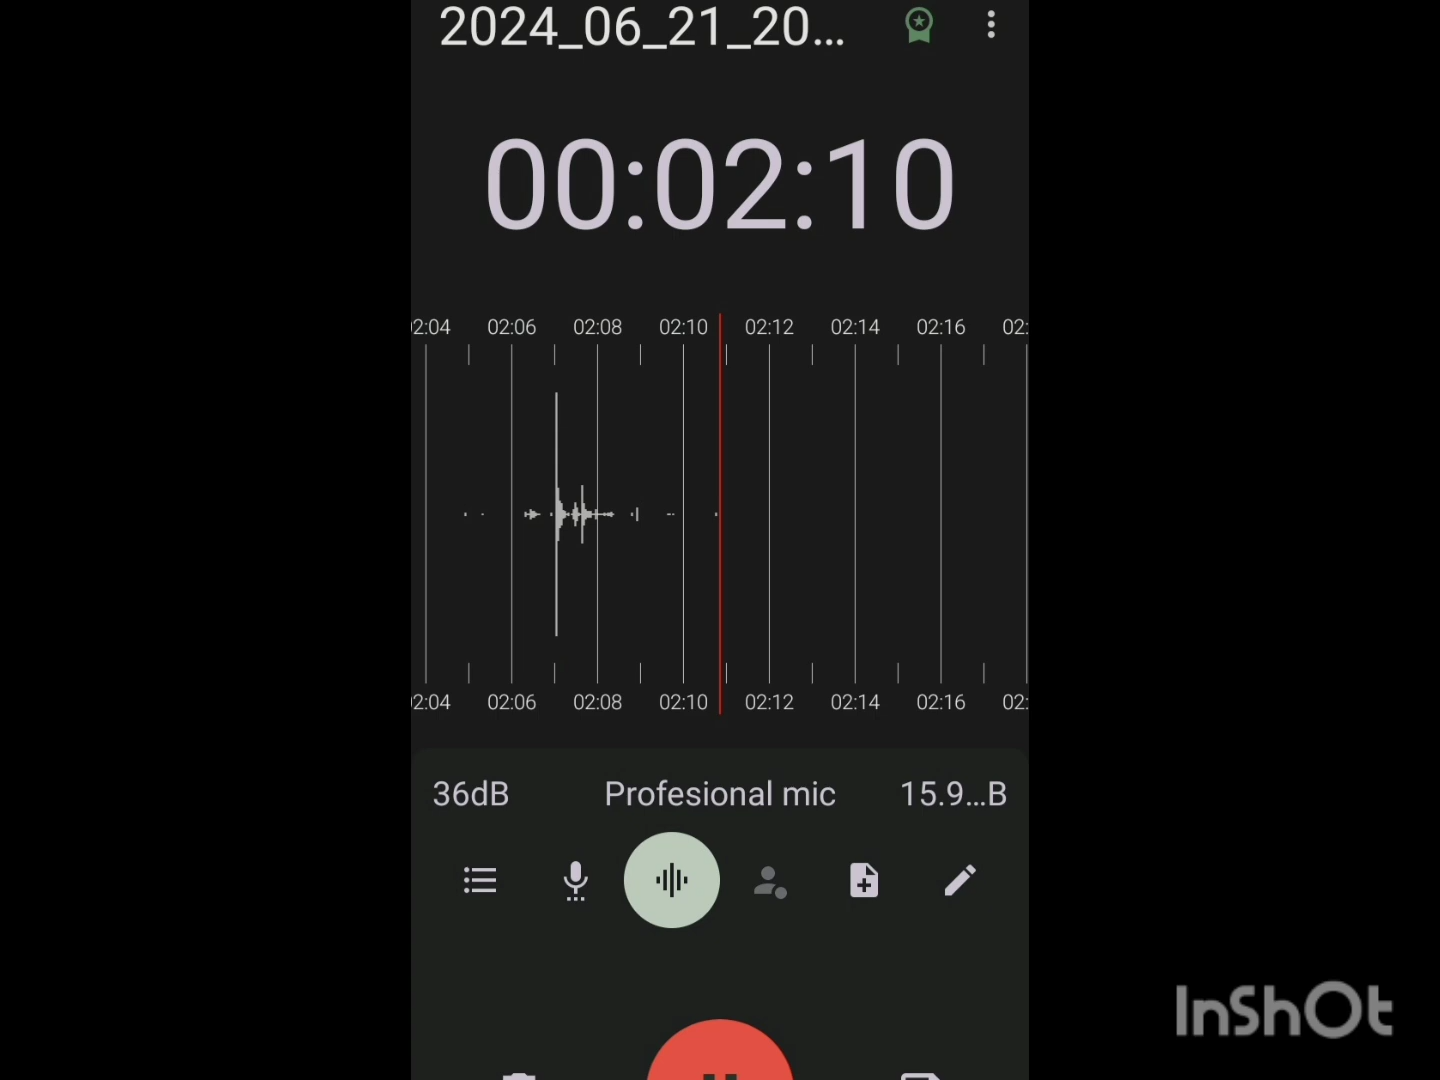 2024_06_21_20...
00:02:10
2:04 02:06 02:08 02:10 02:12 02:14 02:16 02:
2:04 02:06 02:08 02:10 02:12 02:14 02:16 02:
36dB Profesional mic 15.9...B
InShOt